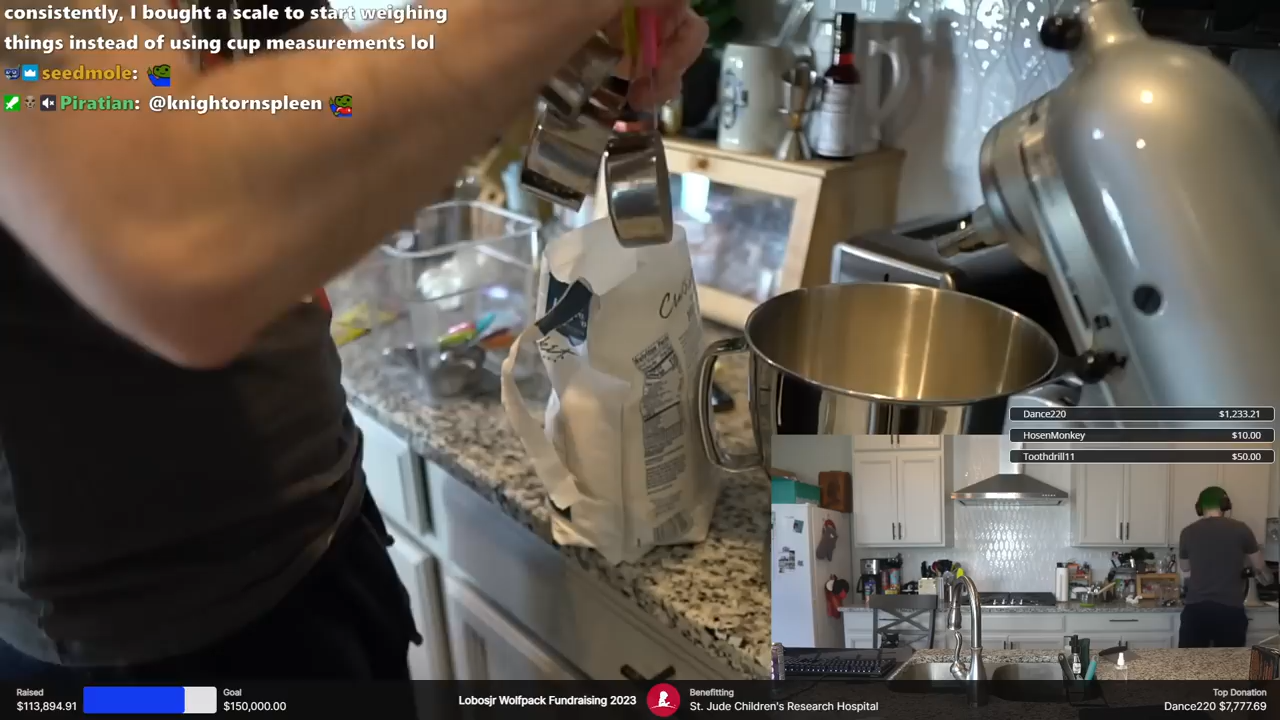 consistently, I bought a scale to start weighing
things instead of using cup measurements lol
seedmole:
Piratian: @knightornspleen
Dance220 $1,233.21
HosenMonkey $10.00
Toothdrill11 $50.00
Raised
$113,894.91
Goal
$150,000.00
Lobosjr Wolfpack Fundraising 2023
Benefitting
St. Jude Children's Research Hospital
Top Donation
Dance220 $7,777.69